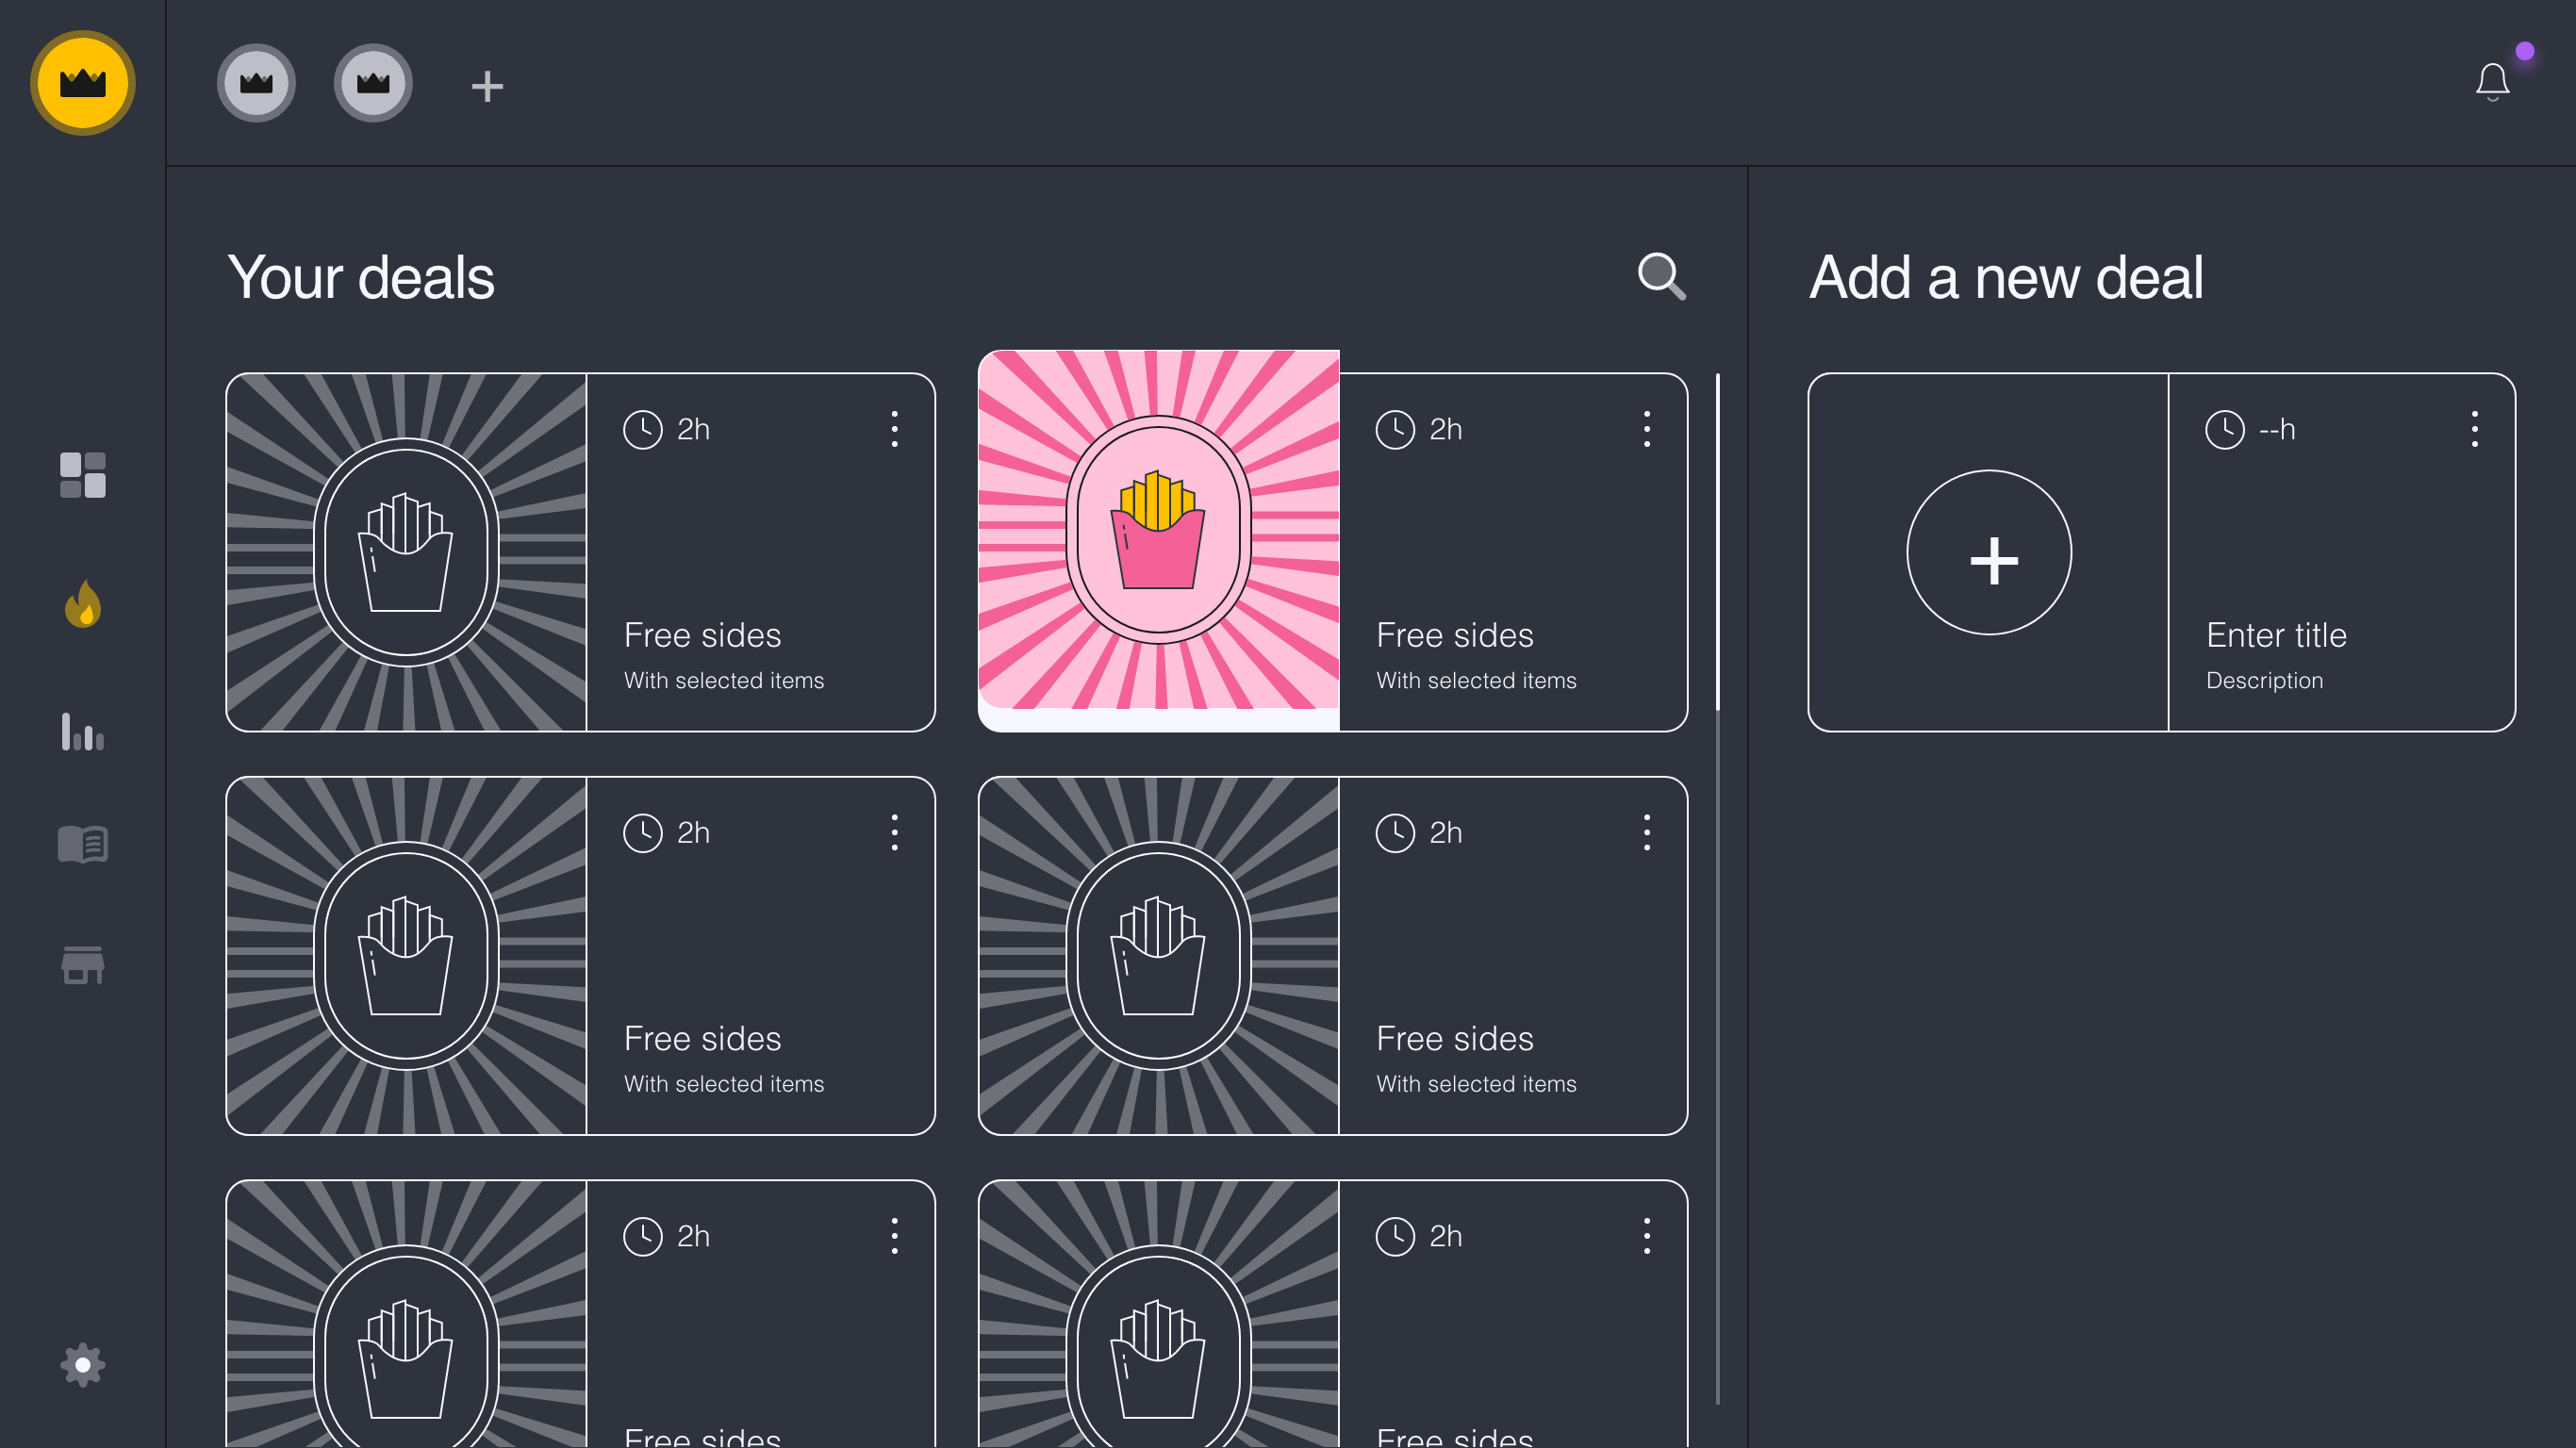 Your deals
Add a new deal
2h
Free sides
With selected items
2h
Free sides
With selected items
--h
Enter title
Description
2h
Free sides
With selected items
2h
Free sides
With selected items
2h
Free sides
2h
Free sides